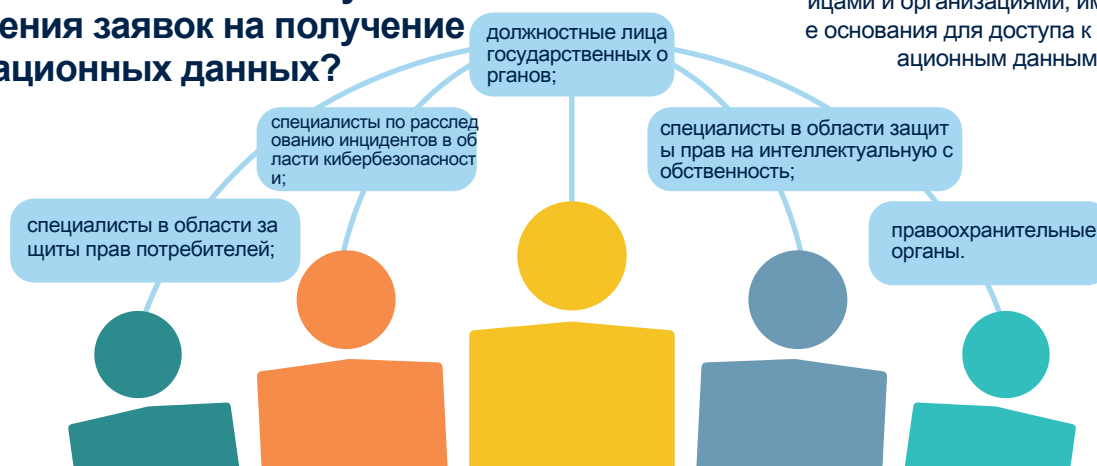 ения заявок на получение
ационных данных?
ицами и организациями, им
е основания для доступа к
ационным данным
должностные лица
государственных о
рганов;
специалисты по расслед
ованию инцидентов в об
ласти кибербезопасност
и;
специалисты в области защит
ы прав на интеллектуальную с
обственность;
специалисты в области за
щиты прав потребителей;
правоохранительные
органы.